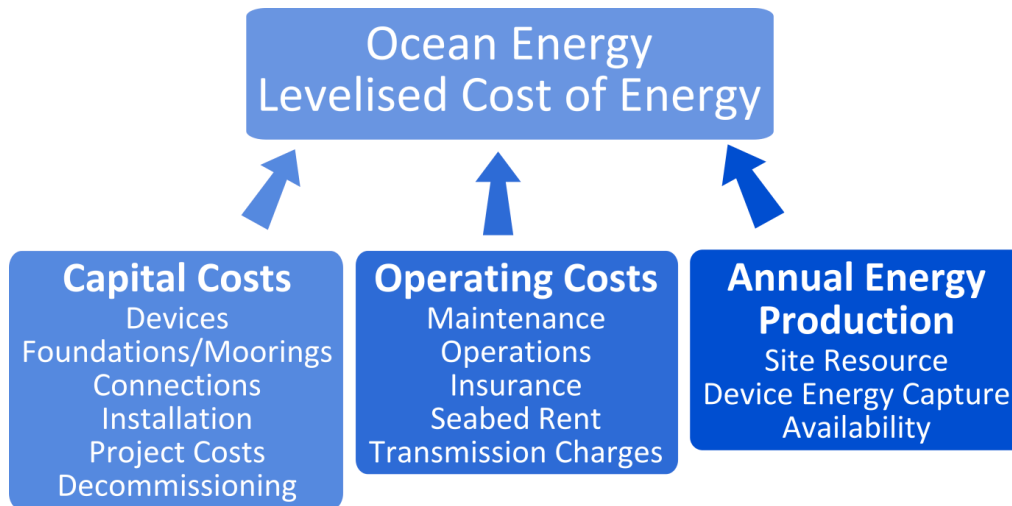 Ocean Energy
Levelised Cost of Energy
Capital Costs
Devices
Foundations/Moorings
Connections
Installation
Project Costs
Decommissioning
Operating Costs
Maintenance
Operations
Insurance
Seabed Rent
Transmission Charges
Annual Energy
Production
Site Resource
Device Energy Capture
Availability